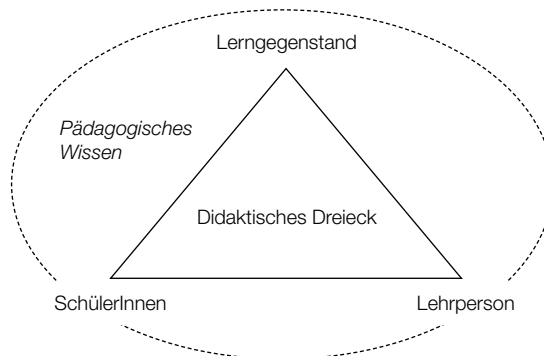 Lerngegenstand
Pädagogisches
Wissen
Didaktisches Dreieck
SchülerInnen
Lehrperson